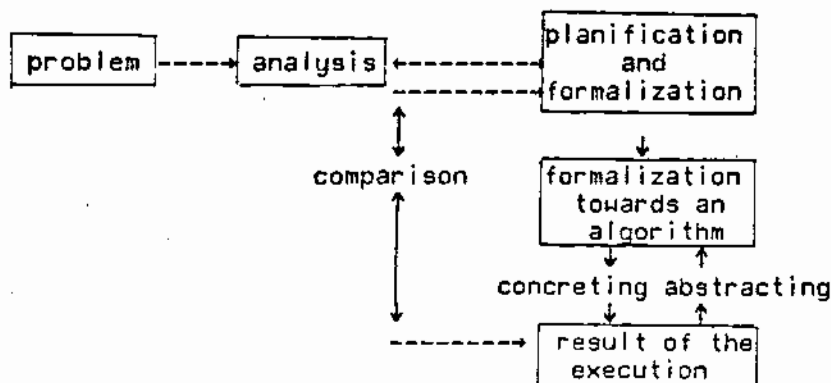 problem
analysis
planification
and
formalization
comparison
formalization
towards an
algorithm
concreting abstracting
result of the
execution